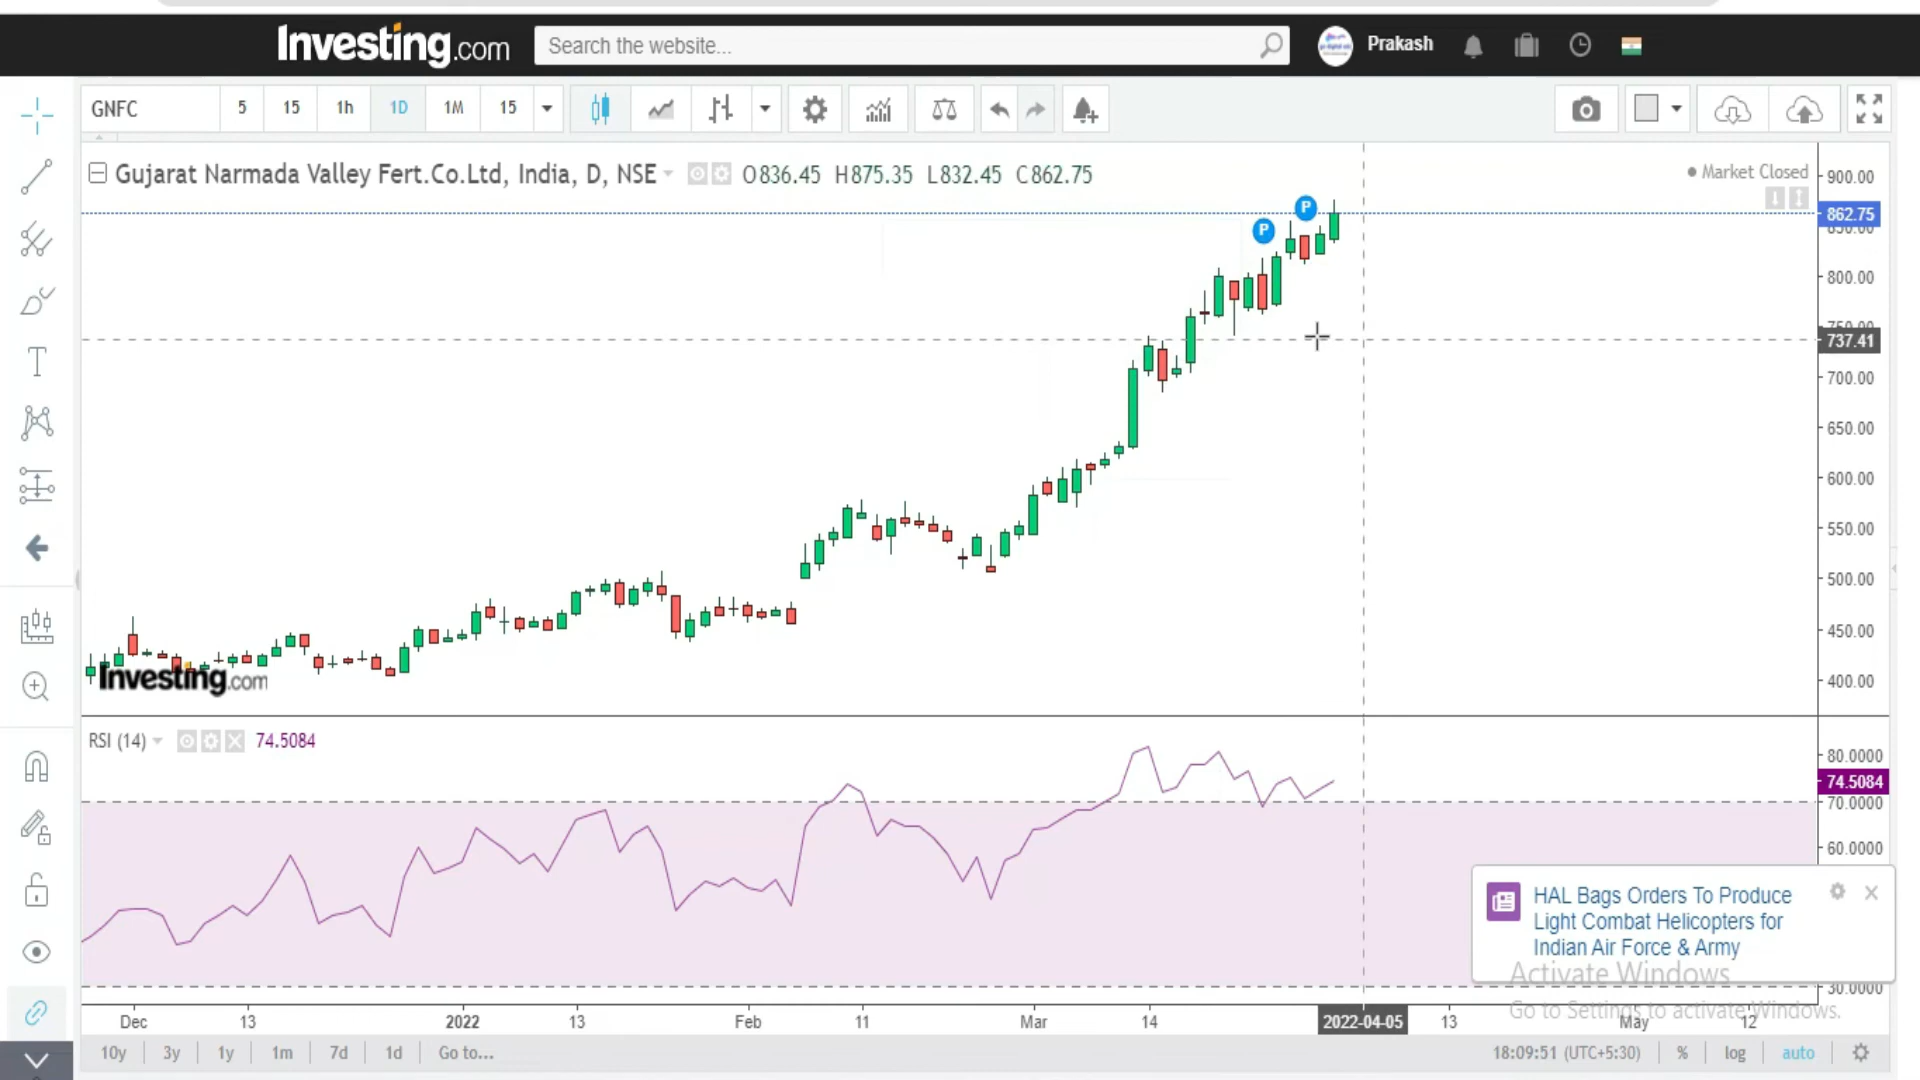 Investing.com
Search the website...
Prakash
GNFC
5
15
1h
1D
1M
15
Gujarat Narmada Valley Fert.Co.Ltd, India, D, NSE
O836.45 H875.35 L832.45 C862.75
Market Closed
P
P
900.00
862.75
850.00
800.00
750.00
737.41
700.00
650.00
600.00
550.00
500.00
450.00
400.00
Investing.com
RSI (14)
74.5084
80.0000
74.5084
70.0000
60.0000
30.0000
HAL Bags Orders To Produce
Light Combat Helicopters for
Indian Air Force & Army
Activate Windows
Go to Settings to activate Windows.
Dec
13
2022
13
Feb
11
Mar
14
2022-04-05
13
May
12
10y
3y
1y
1m
7d
1d
Go to...
18:09:51 (UTC+5:30)
%
log
auto